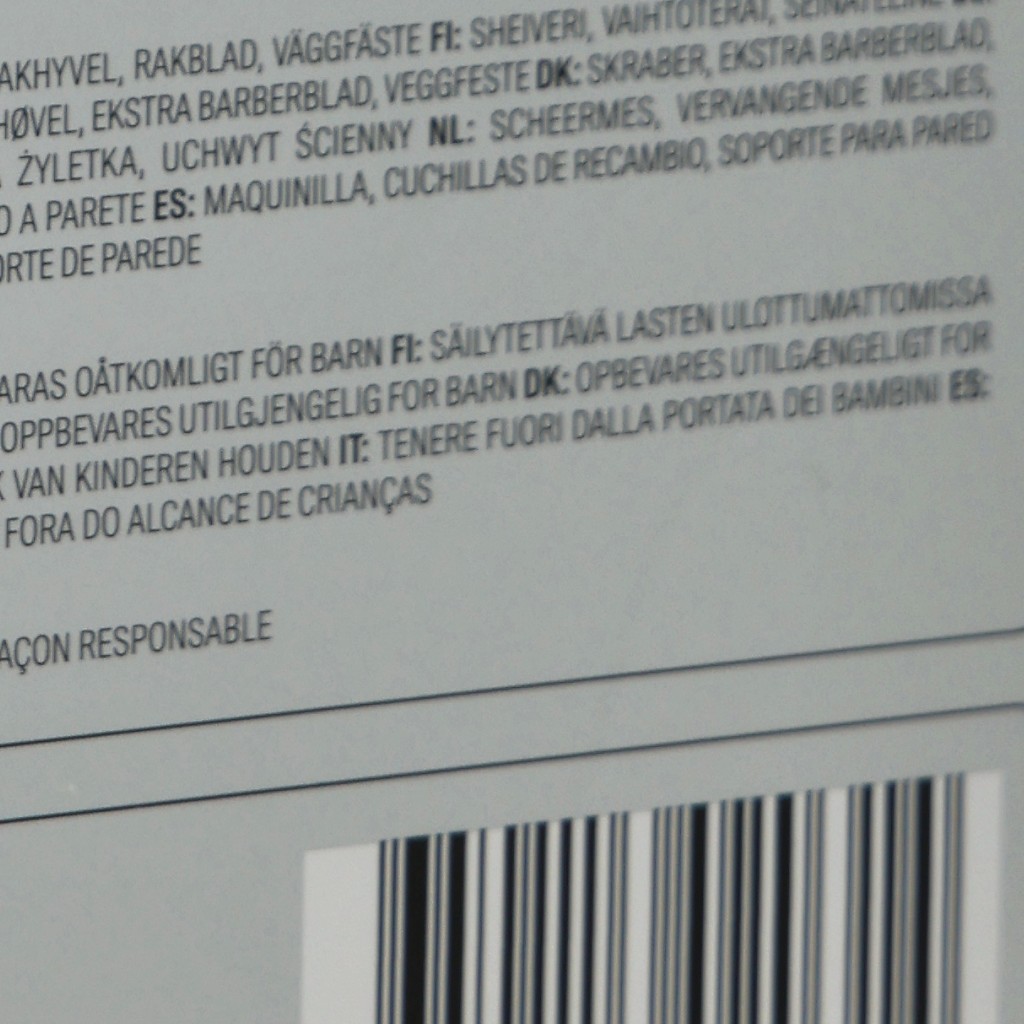 AKHYVEL, RAKBLAD, VÄGGFÄSTE FI: SHEIVERI, VAIHTOTERÄT,
HØVEL, EKSTRA BARBERBLAD, VEGGFESTE DK: SKRABER, EKSTRA BARBERBLAD,
ŻYLETKA, UCHWYT ŚCIENNY NL: SCHEERMES, VERVANGENDE MESJES,
O A PARETE ES: MAQUINILLA, CUCHILLAS DE RECAMBIO, SOPORTE PARA PARED
ORTE DE PAREDE
ARAS OÅTKOMLIGT FÖR BARN FI: SÄILYTETTÄVÄ LASTEN ULOTTUMATTOMISSA
OPPBEVARES UTILGJENGELIG FOR BARN DK: OPBEVARES UTILGÆNGELIGT FOR
K VAN KINDEREN HOUDEN IT: TENERE FUORI DALLA PORTATA DEI BAMBINI ES:
FORA DO ALCANCE DE CRIANÇAS
AÇON RESPONSABLE